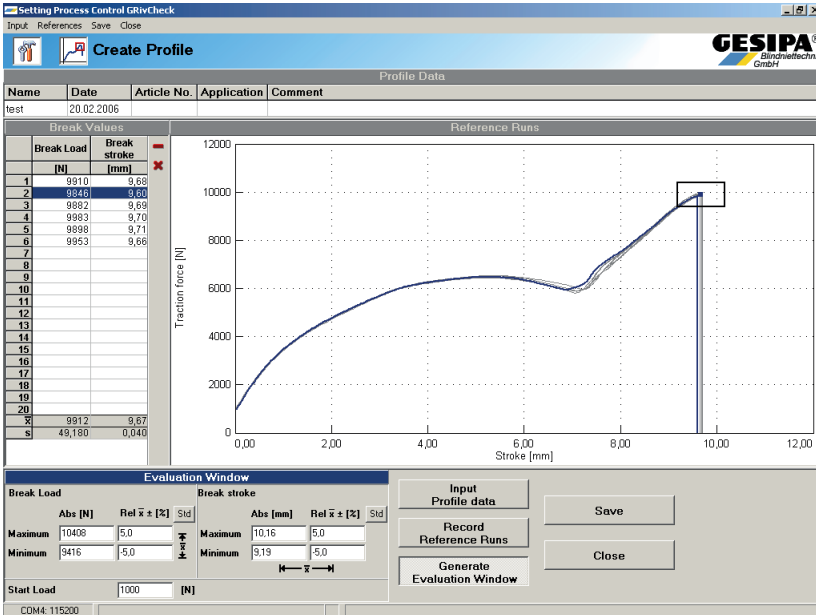 Setting Process Control GRivCheck
Input References Save Close
Create Profile
GESIPA®
Blindniettechnik
GmbH
Profile Data
Name Date Article No. Application Comment
test 20.02.2006
Break Values
Reference Runs
Break Load Break stroke
[N] [mm]
1 9910 9,68
2 9846 9,60
3 9882 9,69
4 9983 9,70
5 9898 9,71
6 9953 9,66
7
8
9
10
11
12
13
14
15
16
17
18
19
20
x̅ 9912 9,67
s 49,180 0,040
12000
10000
8000
6000
4000
2000
0
Traction force [N]
0,00 2,00 4,00 6,00 8,00 10,00 12,00
Stroke [mm]
Evaluation Window
Break Load Break stroke
Abs [N] Rel x̅ ± [%] Std Abs [mm] Rel x̅ ± [%] Std
Maximum 10408 5,0 Maximum 10,16 5,0
x̅
Minimum 9416 -5,0 Minimum 9,19 -5,0
x̅
Start Load 1000 [N]
Input
Profile data
Record
Reference Runs
Generate
Evaluation Window
Save
Close
COM4: 115200